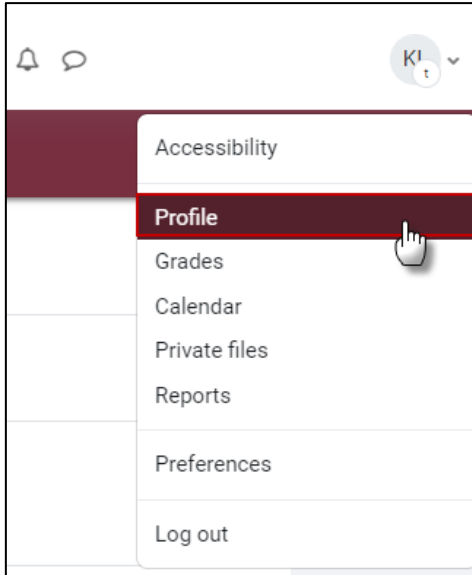 KL
t
Accessibility
Profile
Grades
Calendar
Private files
Reports
Preferences
Log out